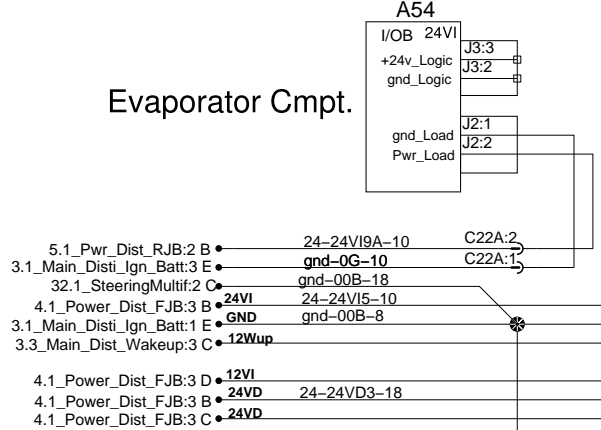 A54
I/OB 24VI
J3:3
+24v_Logic
J3:2
gnd_Logic
Evaporator Cmpt.
J2:1
gnd_Load
J2:2
Pwr_Load
5.1_Pwr_Dist_RJB:2 B 24-24VI9A-10 C22A:2
3.1_Main_Disti_Ign_Batt:3 E gnd-0G-10 C22A:1
32.1_SteeringMultif:2 C gnd-00B-18
4.1_Power_Dist_FJB:3 B 24VI 24-24VI5-10
3.1_Main_Disti_Ign_Batt:1 E GND gnd-00B-8
3.3_Main_Dist_Wakeup:3 C 12Wup
4.1_Power_Dist_FJB:3 D 12VI
4.1_Power_Dist_FJB:3 B 24VD 24-24VD3-18
4.1_Power_Dist_FJB:3 C 24VD